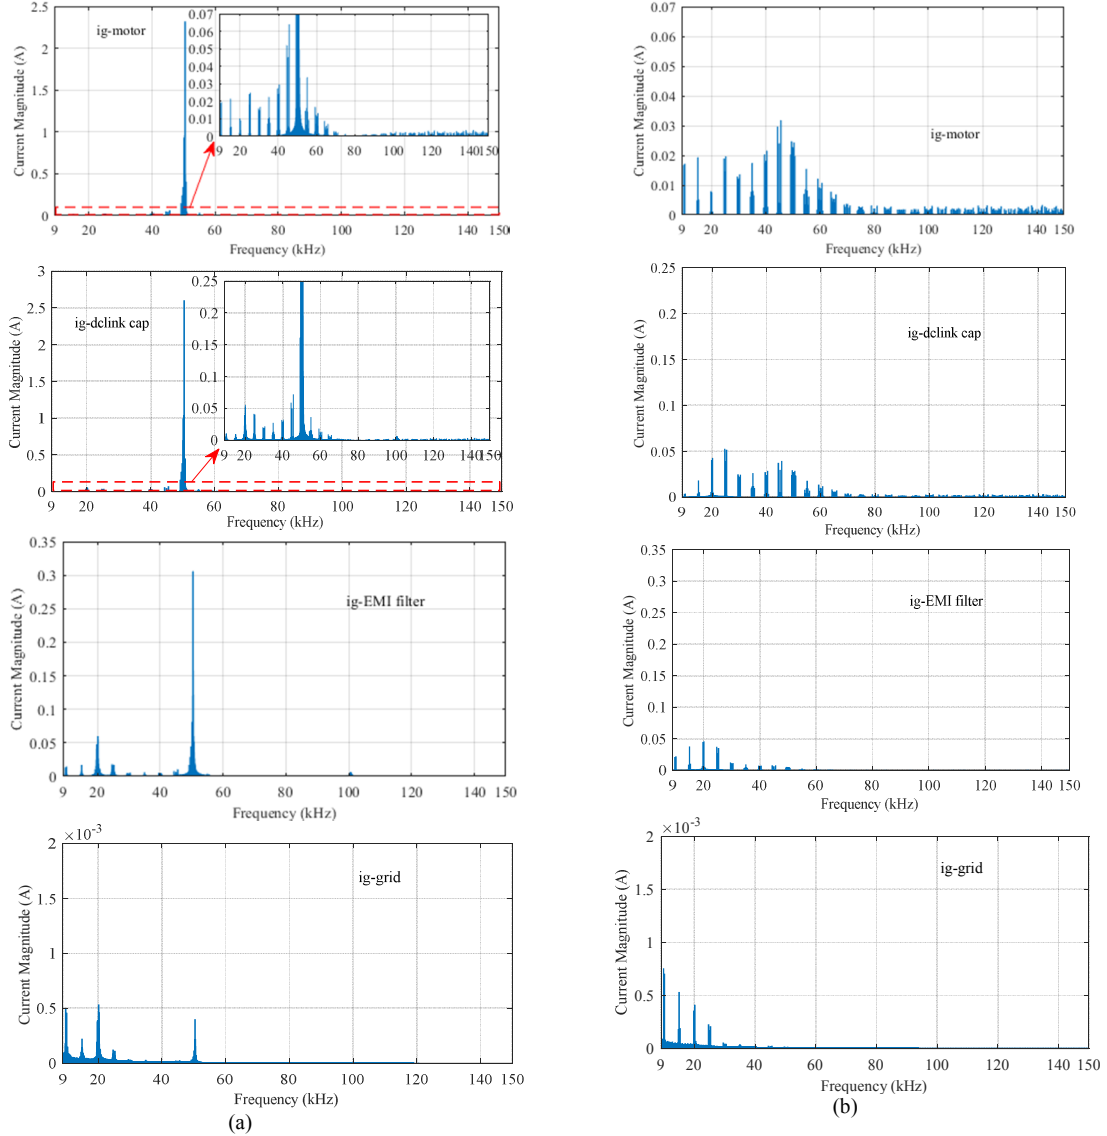 2.5
2
1.5
1
0.5
0
Current Magnitude (A)
ig-motor
0.07
0.06
0.05
0.04
0.03
0.02
0.01
0
9 20 40 60 80 100 120 140 150
9 20 40 60 80 100 120 140 150
Frequency (kHz)
0.07
0.06
0.05
0.04
0.03
0.02
0.01
0
Current Magnitude (A)
ig-motor
9 20 40 60 80 100 120 140 150
Frequency (kHz)
3
2.5
2
1.5
1
0.5
0
Current Magnitude (A)
ig-dclink cap
0.25
0.2
0.15
0.1
0.05
0
9 20 40 60 80 100 120 140 150
9 20 40 60 80 100 120 140 150
Frequency (kHz)
0.25
0.2
0.15
0.1
0.05
0
Current Magnitude (A)
ig-dclink cap
9 20 40 60 80 100 120 140 150
Frequency (kHz)
0.35
0.3
0.25
0.2
0.15
0.1
0.05
0
Current Magnitude (A)
ig-EMI filter
9 20 40 60 80 100 120 140 150
Frequency (kHz)
0.35
0.3
0.25
0.2
0.15
0.1
0.05
0
Current Magnitude (A)
ig-EMI filter
9 20 40 60 80 100 120 140 150
Frequency (kHz)
×10-3
2
1.5
1
0.5
0
Current Magnitude (A)
ig-grid
9 20 40 60 80 100 120 140 150
Frequency (kHz)
(a)
×10-3
2
1.5
1
0.5
0
Current Magnitude (A)
ig-grid
9 20 40 60 80 100 120 140 150
Frequency (kHz)
(b)